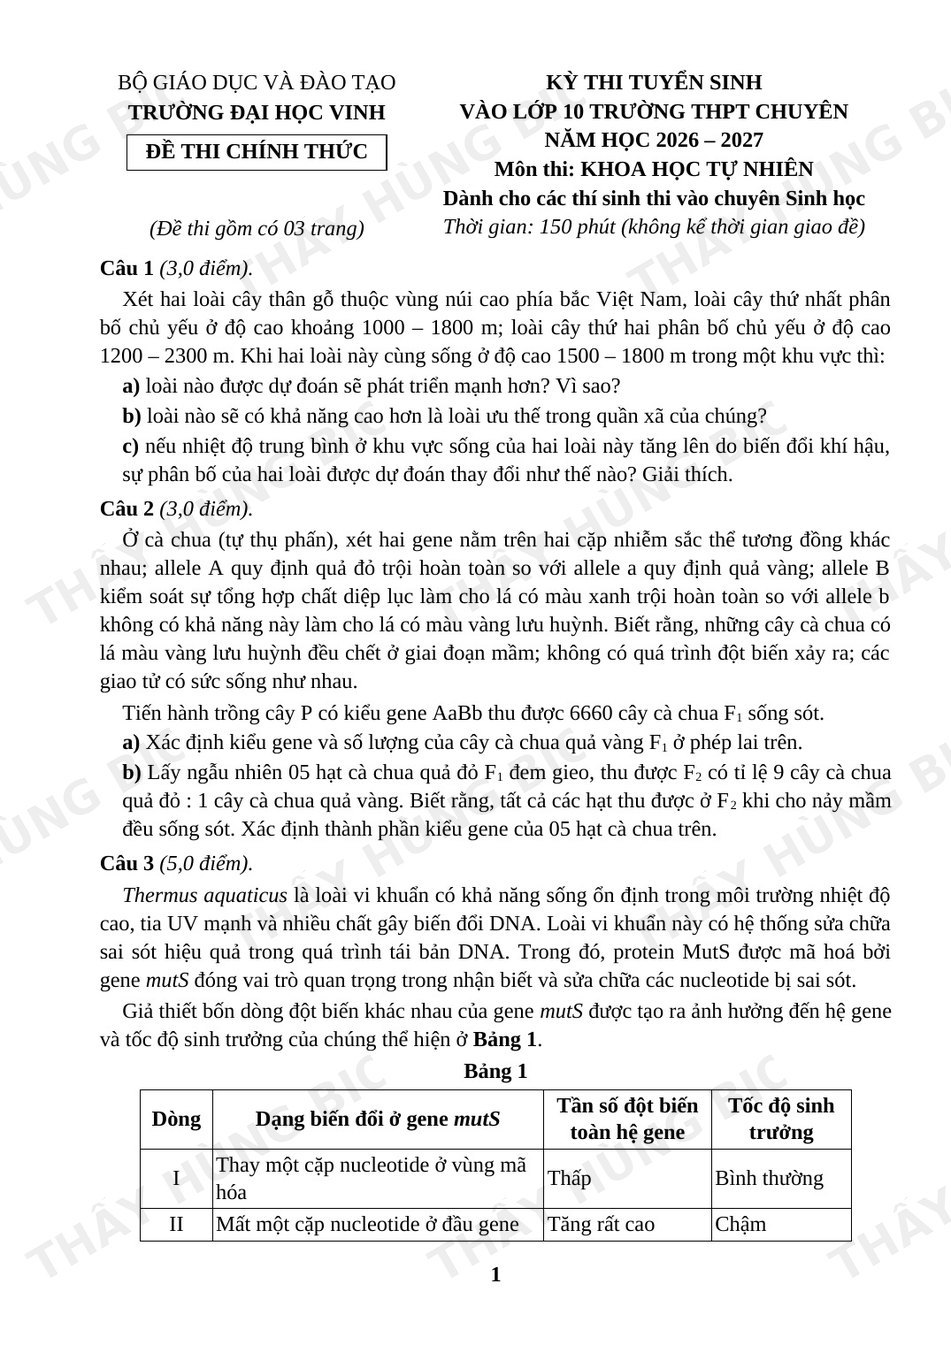 BỘ GIÁO DỤC VÀ ĐÀO TẠO
TRƯỜNG ĐẠI HỌC VINH
ĐỀ THI CHÍNH THỨC
(Đề thi gồm có 03 trang)
KỲ THI TUYỂN SINH
VÀO LỚP 10 TRƯỜNG THPT CHUYÊN
NĂM HỌC 2026 – 2027
Môn thi: KHOA HỌC TỰ NHIÊN
Dành cho các thí sinh thi vào chuyên Sinh học
Thời gian: 150 phút (không kể thời gian giao đề)
Câu 1 (3,0 điểm).
Xét hai loài cây thân gỗ thuộc vùng núi cao phía bắc Việt Nam, loài cây thứ nhất phân
bố chủ yếu ở độ cao khoảng 1000 – 1800 m; loài cây thứ hai phân bố chủ yếu ở độ cao
1200 – 2300 m. Khi hai loài này cùng sống ở độ cao 1500 – 1800 m trong một khu vực thì:
a) loài nào được dự đoán sẽ phát triển mạnh hơn? Vì sao?
b) loài nào sẽ có khả năng cao hơn là loài ưu thế trong quần xã của chúng?
c) nếu nhiệt độ trung bình ở khu vực sống của hai loài này tăng lên do biến đổi khí hậu,
sự phân bố của hai loài được dự đoán thay đổi như thế nào? Giải thích.
Câu 2 (3,0 điểm).
Ở cà chua (tự thụ phấn), xét hai gene nằm trên hai cặp nhiễm sắc thể tương đồng khác
nhau; allele A quy định quả đỏ trội hoàn toàn so với allele a quy định quả vàng; allele B
kiểm soát sự tổng hợp chất diệp lục làm cho lá có màu xanh trội hoàn toàn so với allele b
không có khả năng này làm cho lá có màu vàng lưu huỳnh. Biết rằng, những cây cà chua có
lá màu vàng lưu huỳnh đều chết ở giai đoạn mầm; không có quá trình đột biến xảy ra; các
giao tử có sức sống như nhau.
Tiến hành trồng cây P có kiểu gene AaBb thu được 6660 cây cà chua F1 sống sót.
a) Xác định kiểu gene và số lượng của cây cà chua quả vàng F1 ở phép lai trên.
b) Lấy ngẫu nhiên 05 hạt cà chua quả đỏ F1 đem gieo, thu được F2 có tỉ lệ 9 cây cà chua
quả đỏ : 1 cây cà chua quả vàng. Biết rằng, tất cả các hạt thu được ở F2 khi cho nảy mầm
đều sống sót. Xác định thành phần kiểu gene của 05 hạt cà chua trên.
Câu 3 (5,0 điểm).
Thermus aquaticus là loài vi khuẩn có khả năng sống ổn định trong môi trường nhiệt độ
cao, tia UV mạnh và nhiều chất gây biến đổi DNA. Loài vi khuẩn này có hệ thống sửa chữa
sai sót hiệu quả trong quá trình tái bản DNA. Trong đó, protein MutS được mã hoá bởi
gene mutS đóng vai trò quan trọng trong nhận biết và sửa chữa các nucleotide bị sai sót.
Giả thiết bốn dòng đột biến khác nhau của gene mutS được tạo ra ảnh hưởng đến hệ gene
và tốc độ sinh trưởng của chúng thể hiện ở Bảng 1.
Bảng 1
Dòng Dạng biến đổi ở gene mutS Tần số đột biến toàn hệ gene Tốc độ sinh trưởng
I Thay một cặp nucleotide ở vùng mã hóa Thấp Bình thường
II Mất một cặp nucleotide ở đầu gene Tăng rất cao Chậm
1
THẦY HÙNG BIC